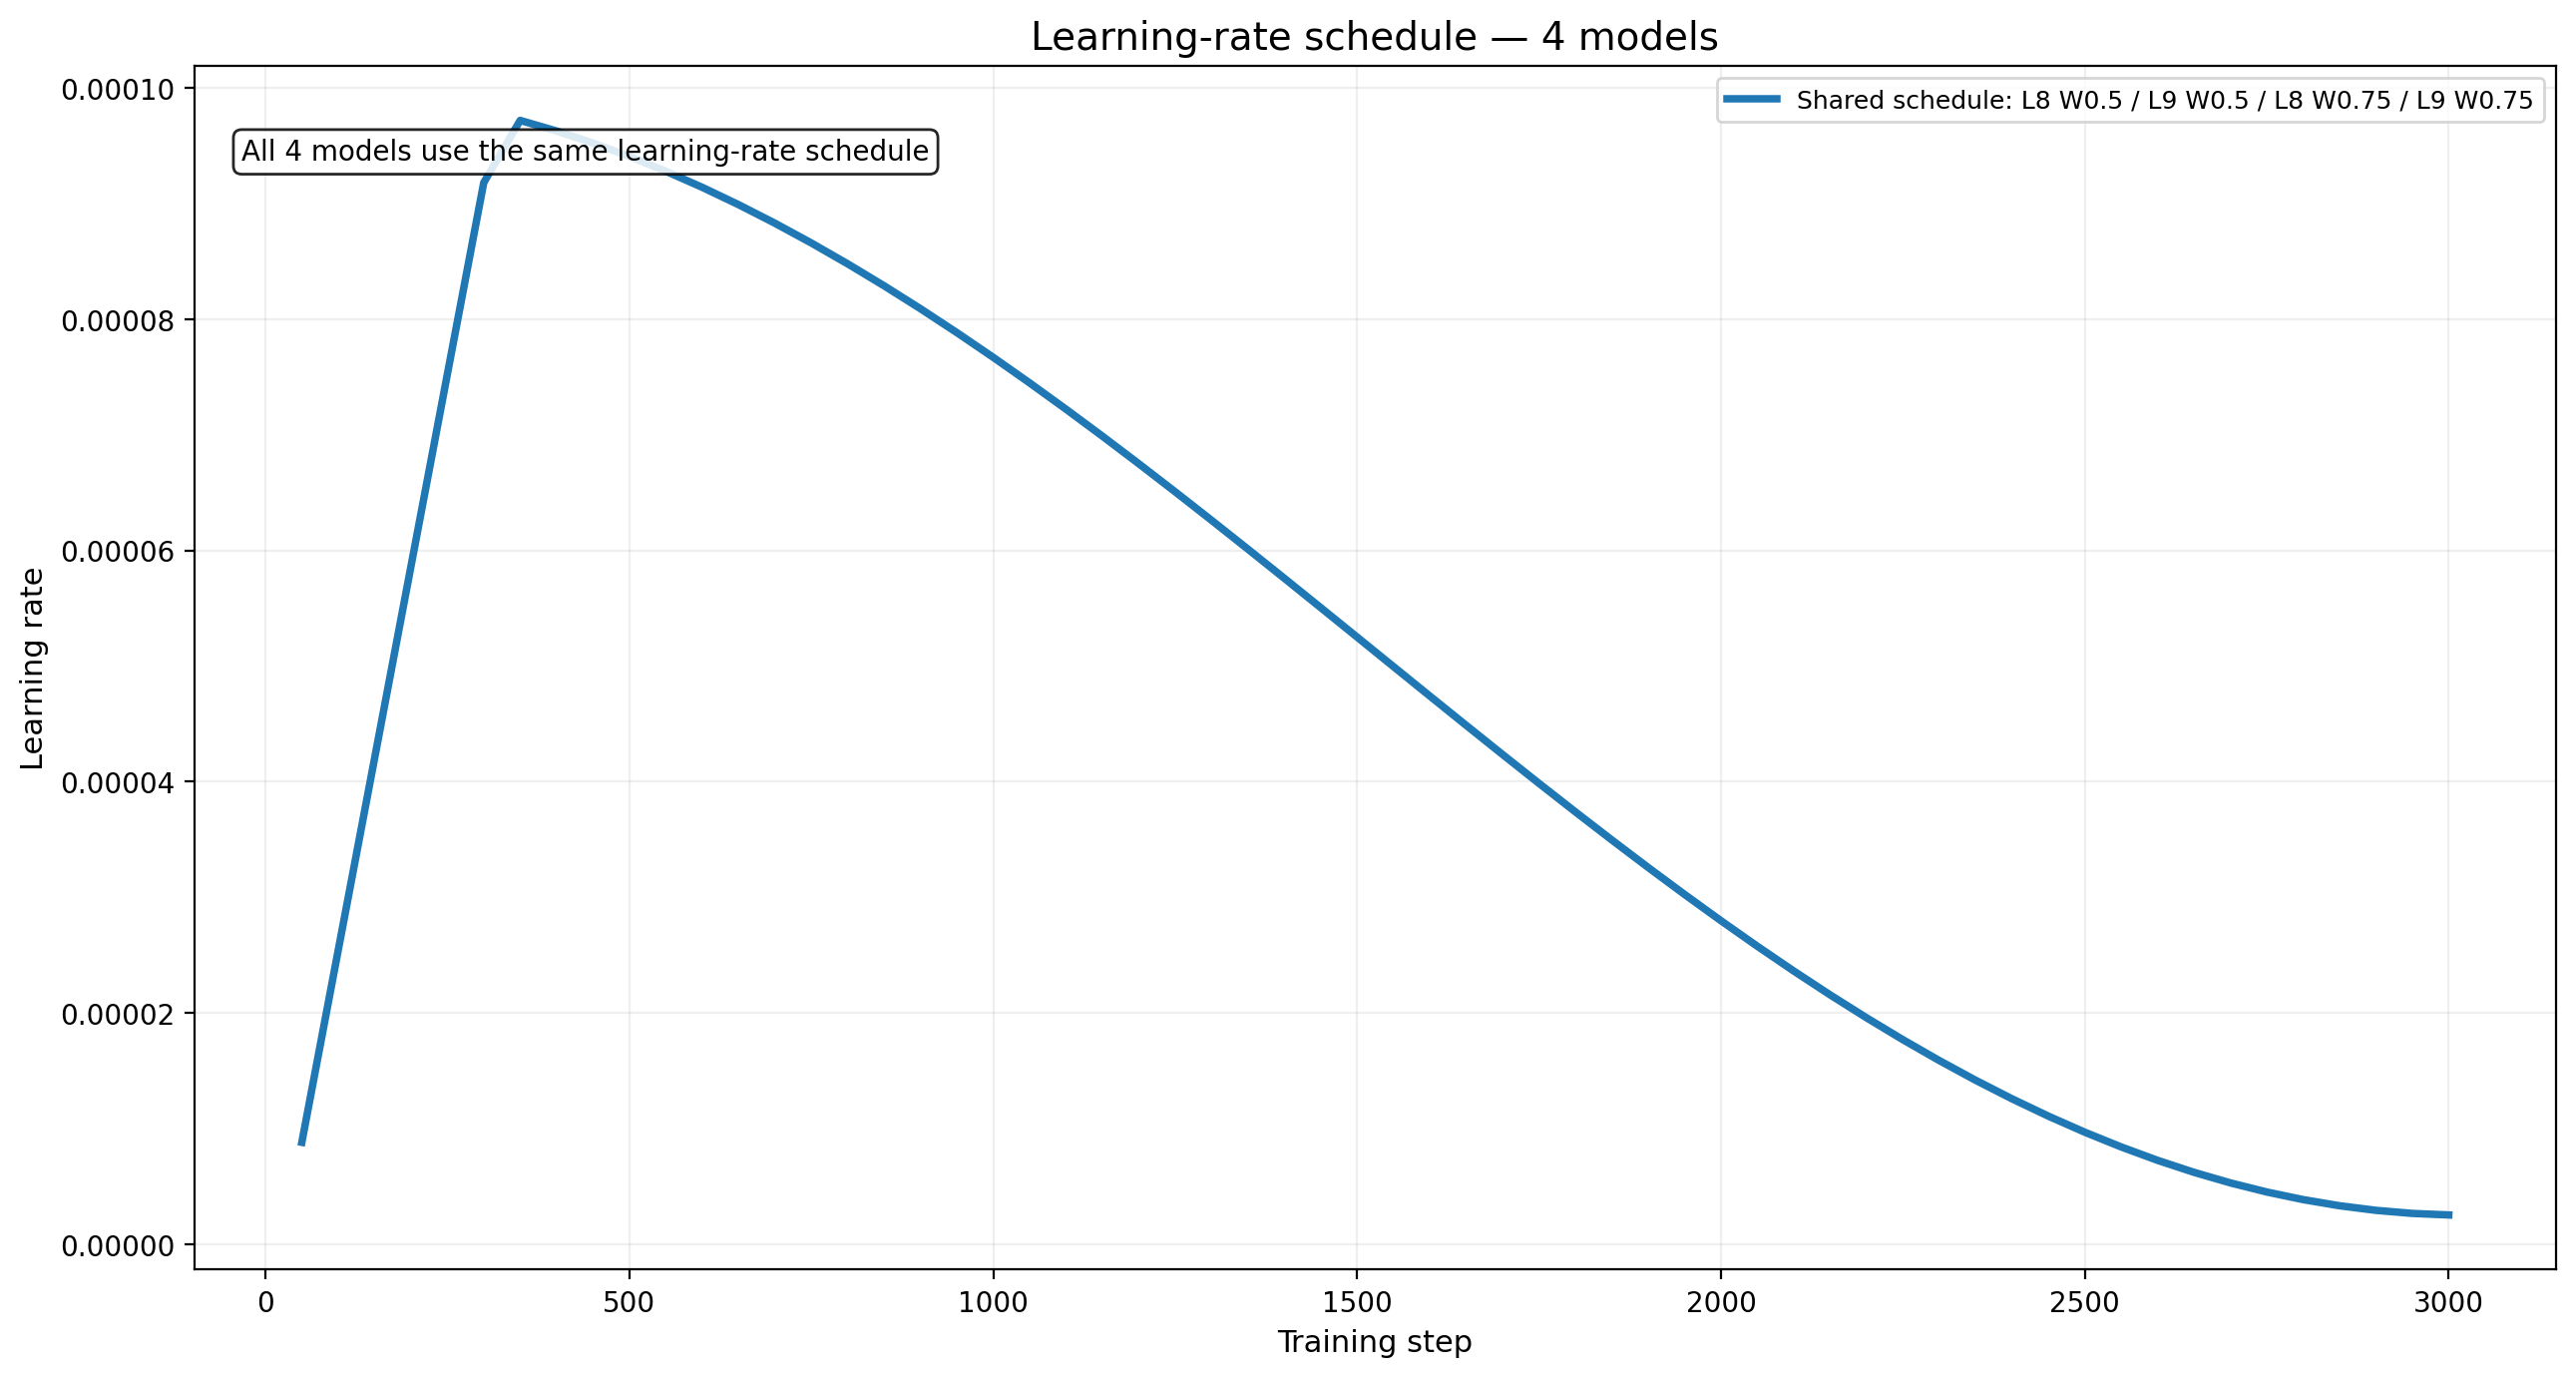 Learning-rate schedule — 4 models
Shared schedule: L8 W0.5 / L9 W0.5 / L8 W0.75 / L9 W0.75
All 4 models use the same learning-rate schedule
Learning rate
0.00010
0.00008
0.00006
0.00004
0.00002
0.00000
0
500
1000
1500
2000
2500
3000
Training step